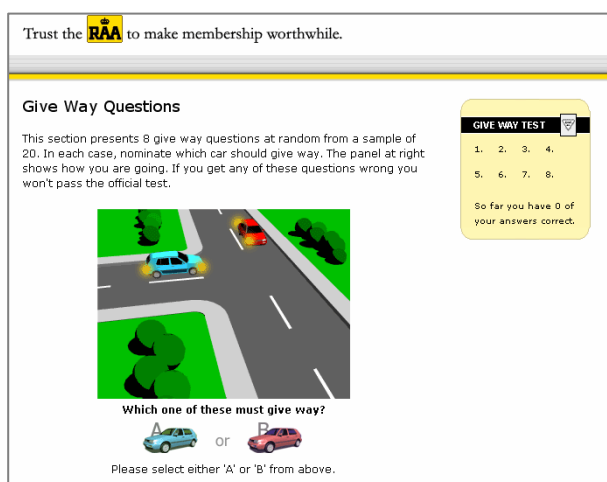 Trust the RAA to make membership worthwhile.
Give Way Questions
This section presents 8 give way questions at random from a sample of
20. In each case, nominate which car should give way. The panel at right
shows how you are going. If you get any of these questions wrong you
won't pass the official test.
GIVE WAY TEST
1. 2. 3. 4.
5. 6. 7. 8.
So far you have 0 of
your answers correct.
Which one of these must give way?
A or B
Please select either 'A' or 'B' from above.